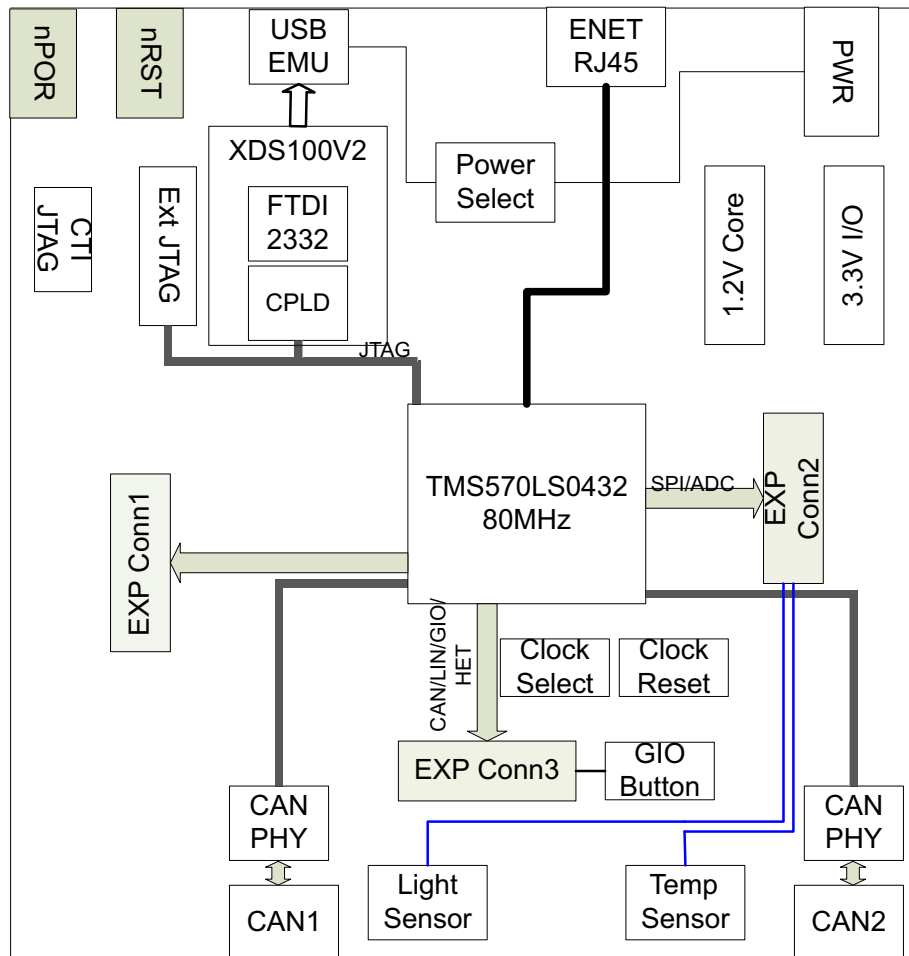 nPOR
nRST
USB
EMU
ENET
RJ45
PWR
XDS100V2
Power
Select
CTI
JTAG
Ext JTAG
FTDI
2332
CPLD
1.2V Core
3.3V I/O
JTAG
TMS570LS0432
80MHz
SPI/ADC
EXP
Conn2
EXP Conn1
CAN/LIN/GIO/
HET
Clock
Select
Clock
Reset
EXP Conn3
GIO
Button
CAN
PHY
CAN
PHY
CAN1
Light
Sensor
Temp
Sensor
CAN2